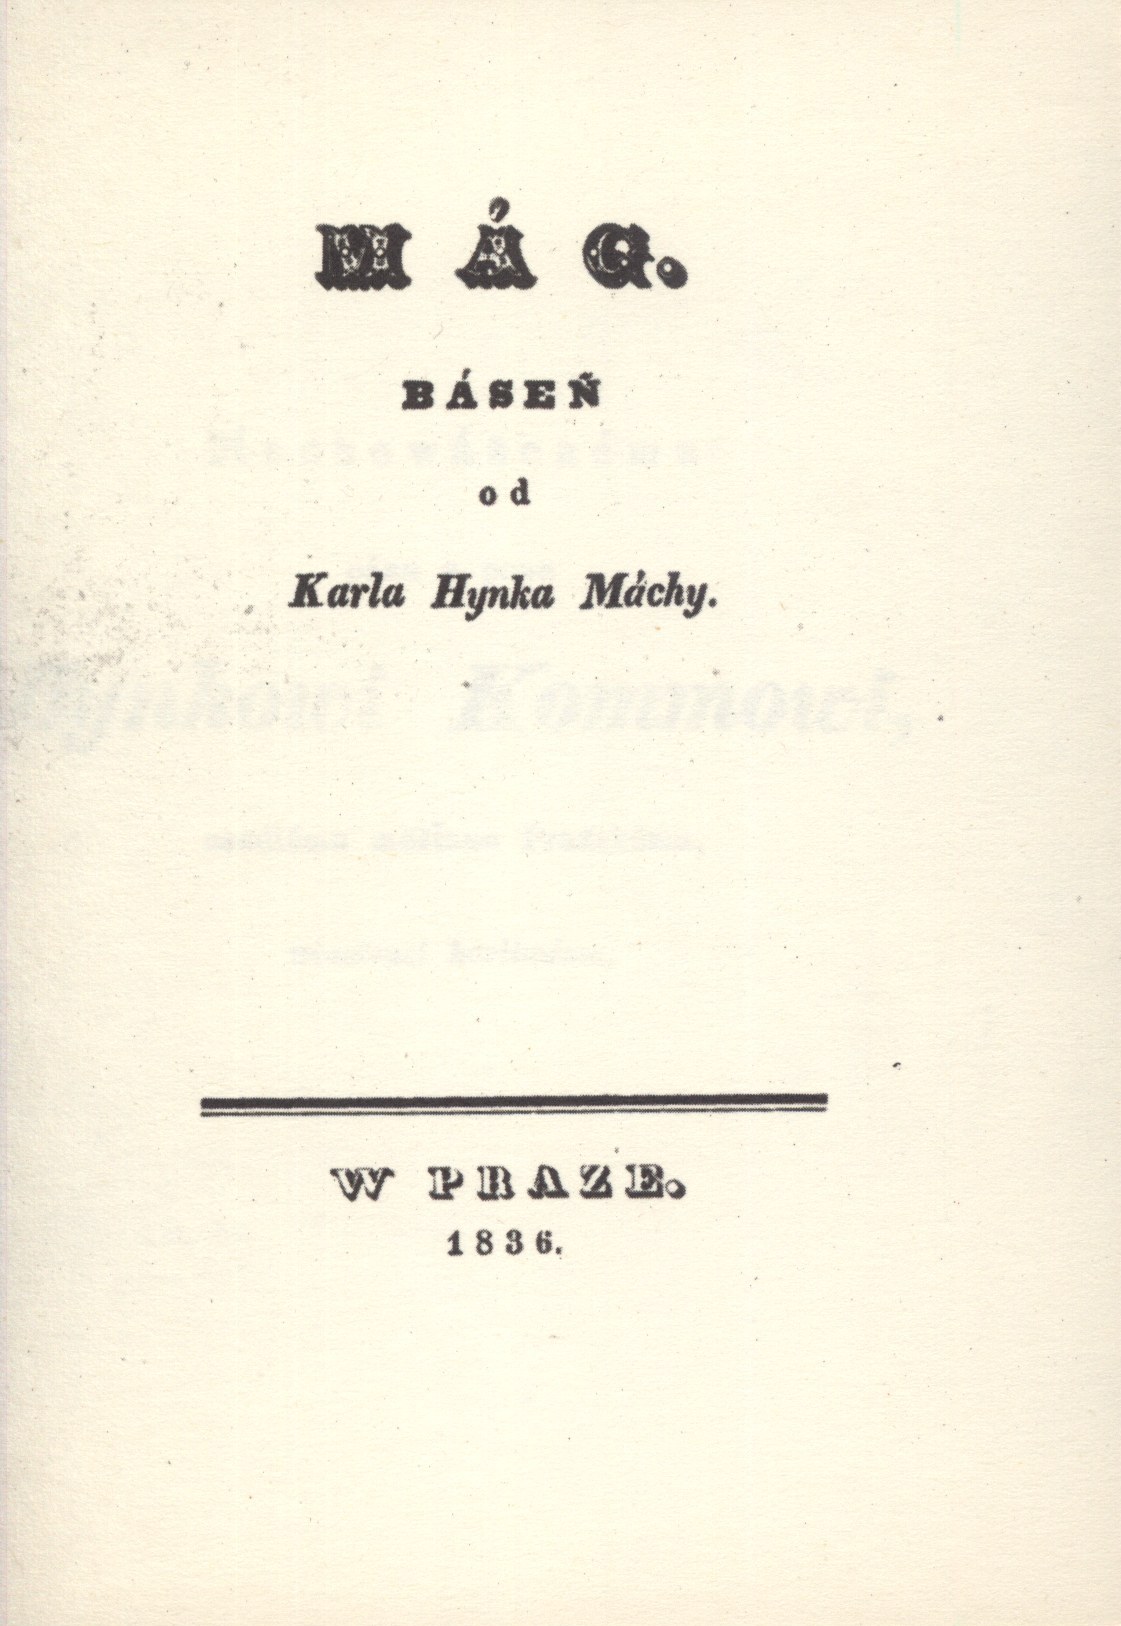 MÁG.
BÁSEŇ
od
Karla Hynka Máchy.
W PRAZE.
1836.